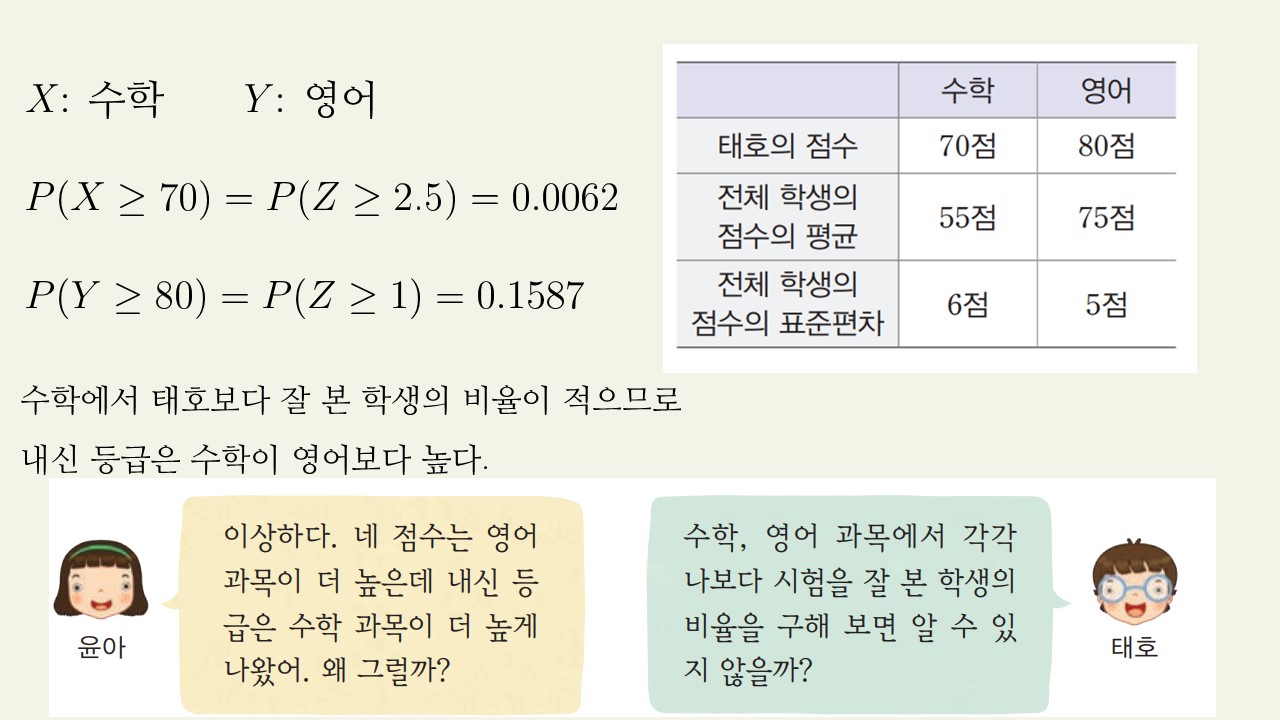 X: 수학 Y: 영어
P(X ≥ 70) = P(Z ≥ 2.5) = 0.0062
P(Y ≥ 80) = P(Z ≥ 1) = 0.1587
수학에서 태호보다 잘 본 학생의 비율이 적으므로
내신 등급은 수학이 영어보다 높다.
수학 영어
태호의 점수 70점 80점
전체 학생의
점수의 평균 55점 75점
전체 학생의
점수의 표준편차 6점 5점
이상하다. 네 점수는 영어
과목이 더 높은데 내신 등
급은 수학 과목이 더 높게
나왔어. 왜 그럴까?
윤아
수학, 영어 과목에서 각각
나보다 시험을 잘 본 학생의
비율을 구해 보면 알 수 있
지 않을까?
태호